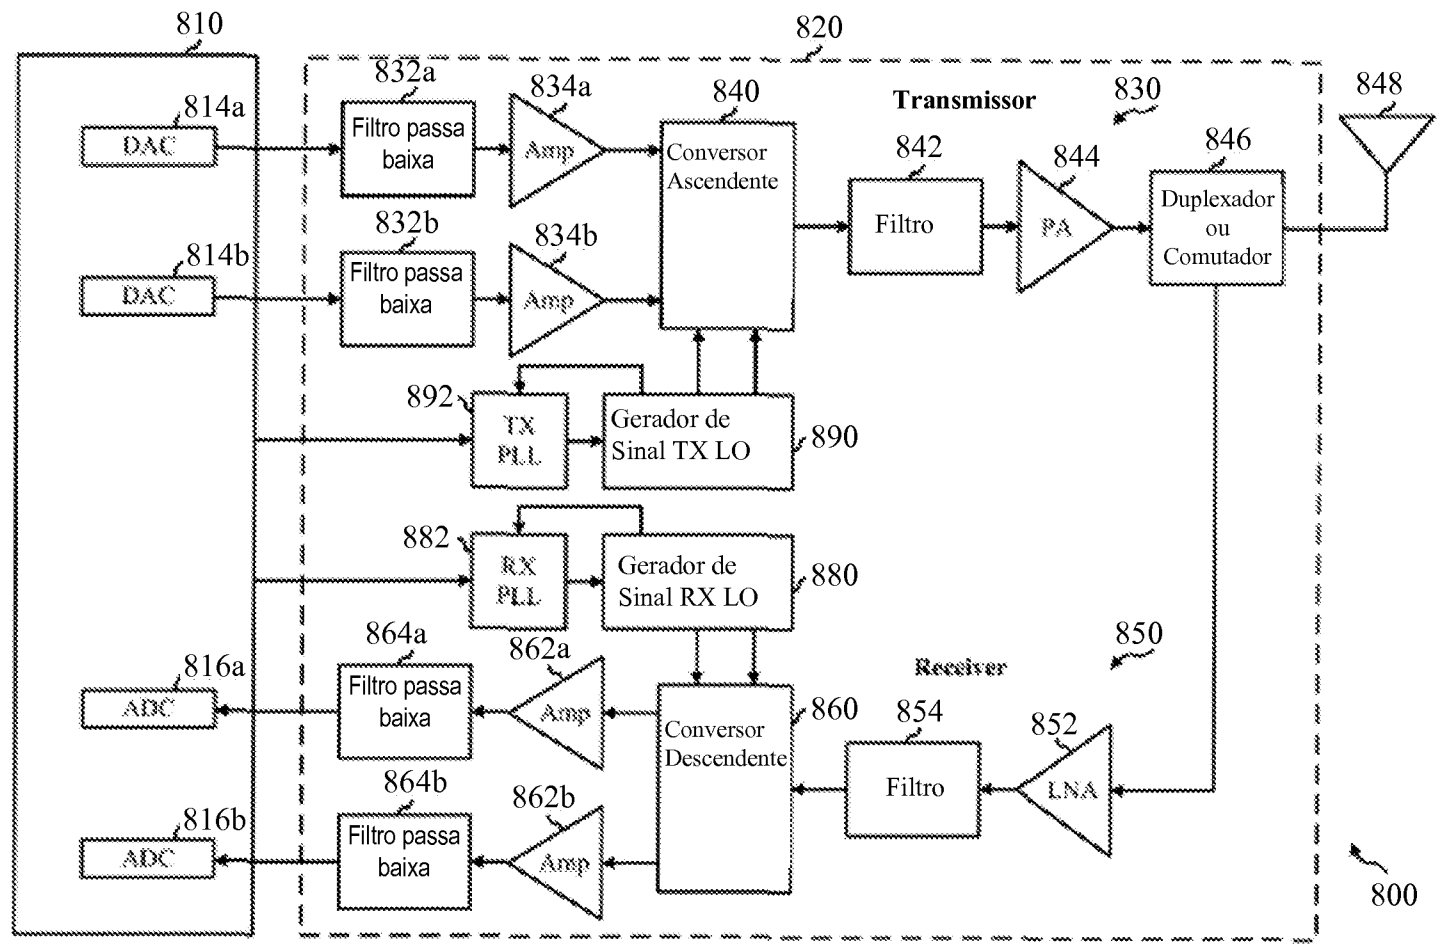 810
820
814a
DAC
832a
Filtro passa
baixa
834a
Amp
840
Conversor
Ascendente
Transmissor
830
842
Filtro
844
PA
846
Duplexador
ou
Comutador
848
814b
DAC
832b
Filtro passa
baixa
834b
Amp
892
TX
PLL
Gerador de
Sinal TX LO
890
882
RX
PLL
Gerador de
Sinal RX LO
880
816a
ADC
864a
Filtro passa
baixa
862a
Amp
Conversor
Descendente
860
Receiver
850
854
Filtro
852
LNA
816b
ADC
864b
Filtro passa
baixa
862b
Amp
800